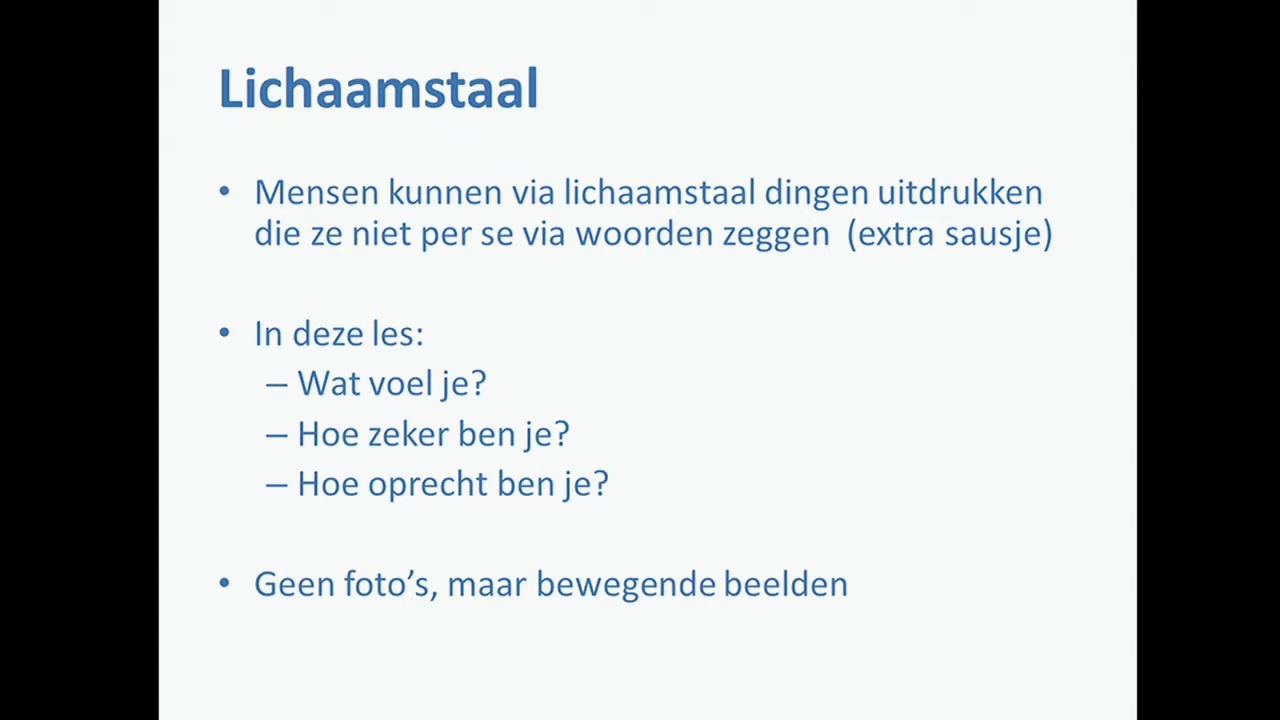 Lichaamstaal
• Mensen kunnen via lichaamstaal dingen uitdrukken
die ze niet per se via woorden zeggen (extra sausje)
• In deze les:
– Wat voel je?
– Hoe zeker ben je?
– Hoe oprecht ben je?
• Geen foto’s, maar bewegende beelden